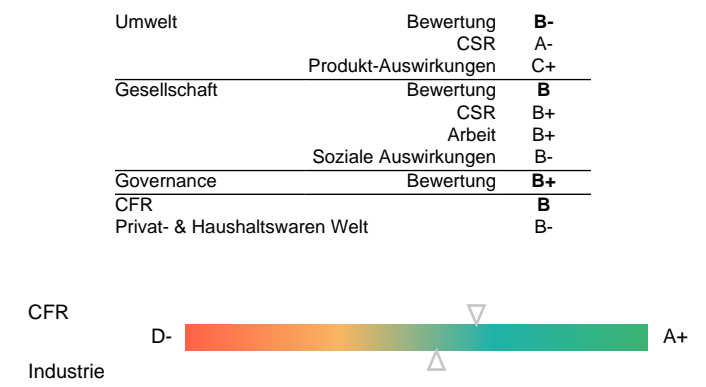 Umwelt Bewertung B-
CSR A-
Produkt-Auswirkungen C+
Gesellschaft Bewertung B
CSR B+
Arbeit B+
Soziale Auswirkungen B-
Governance Bewertung B+
CFR B
Privat- & Haushaltswaren Welt B-
CFR
D- A+
Industrie